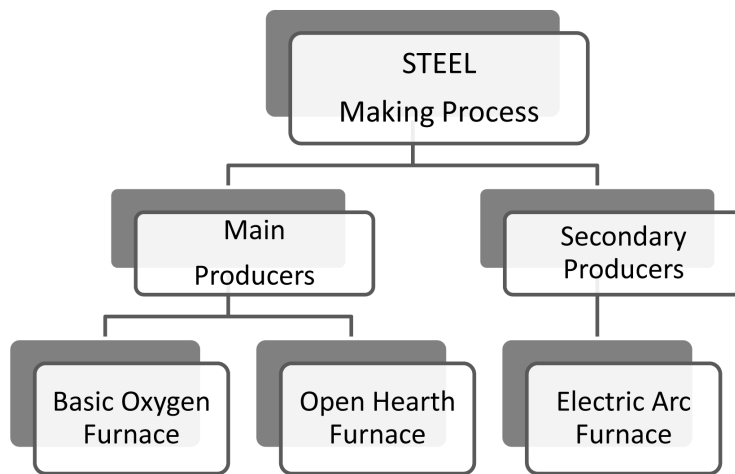 STEEL
Making Process
Main
Producers
Secondary
Producers
Basic Oxygen
Furnace
Open Hearth
Furnace
Electric Arc
Furnace